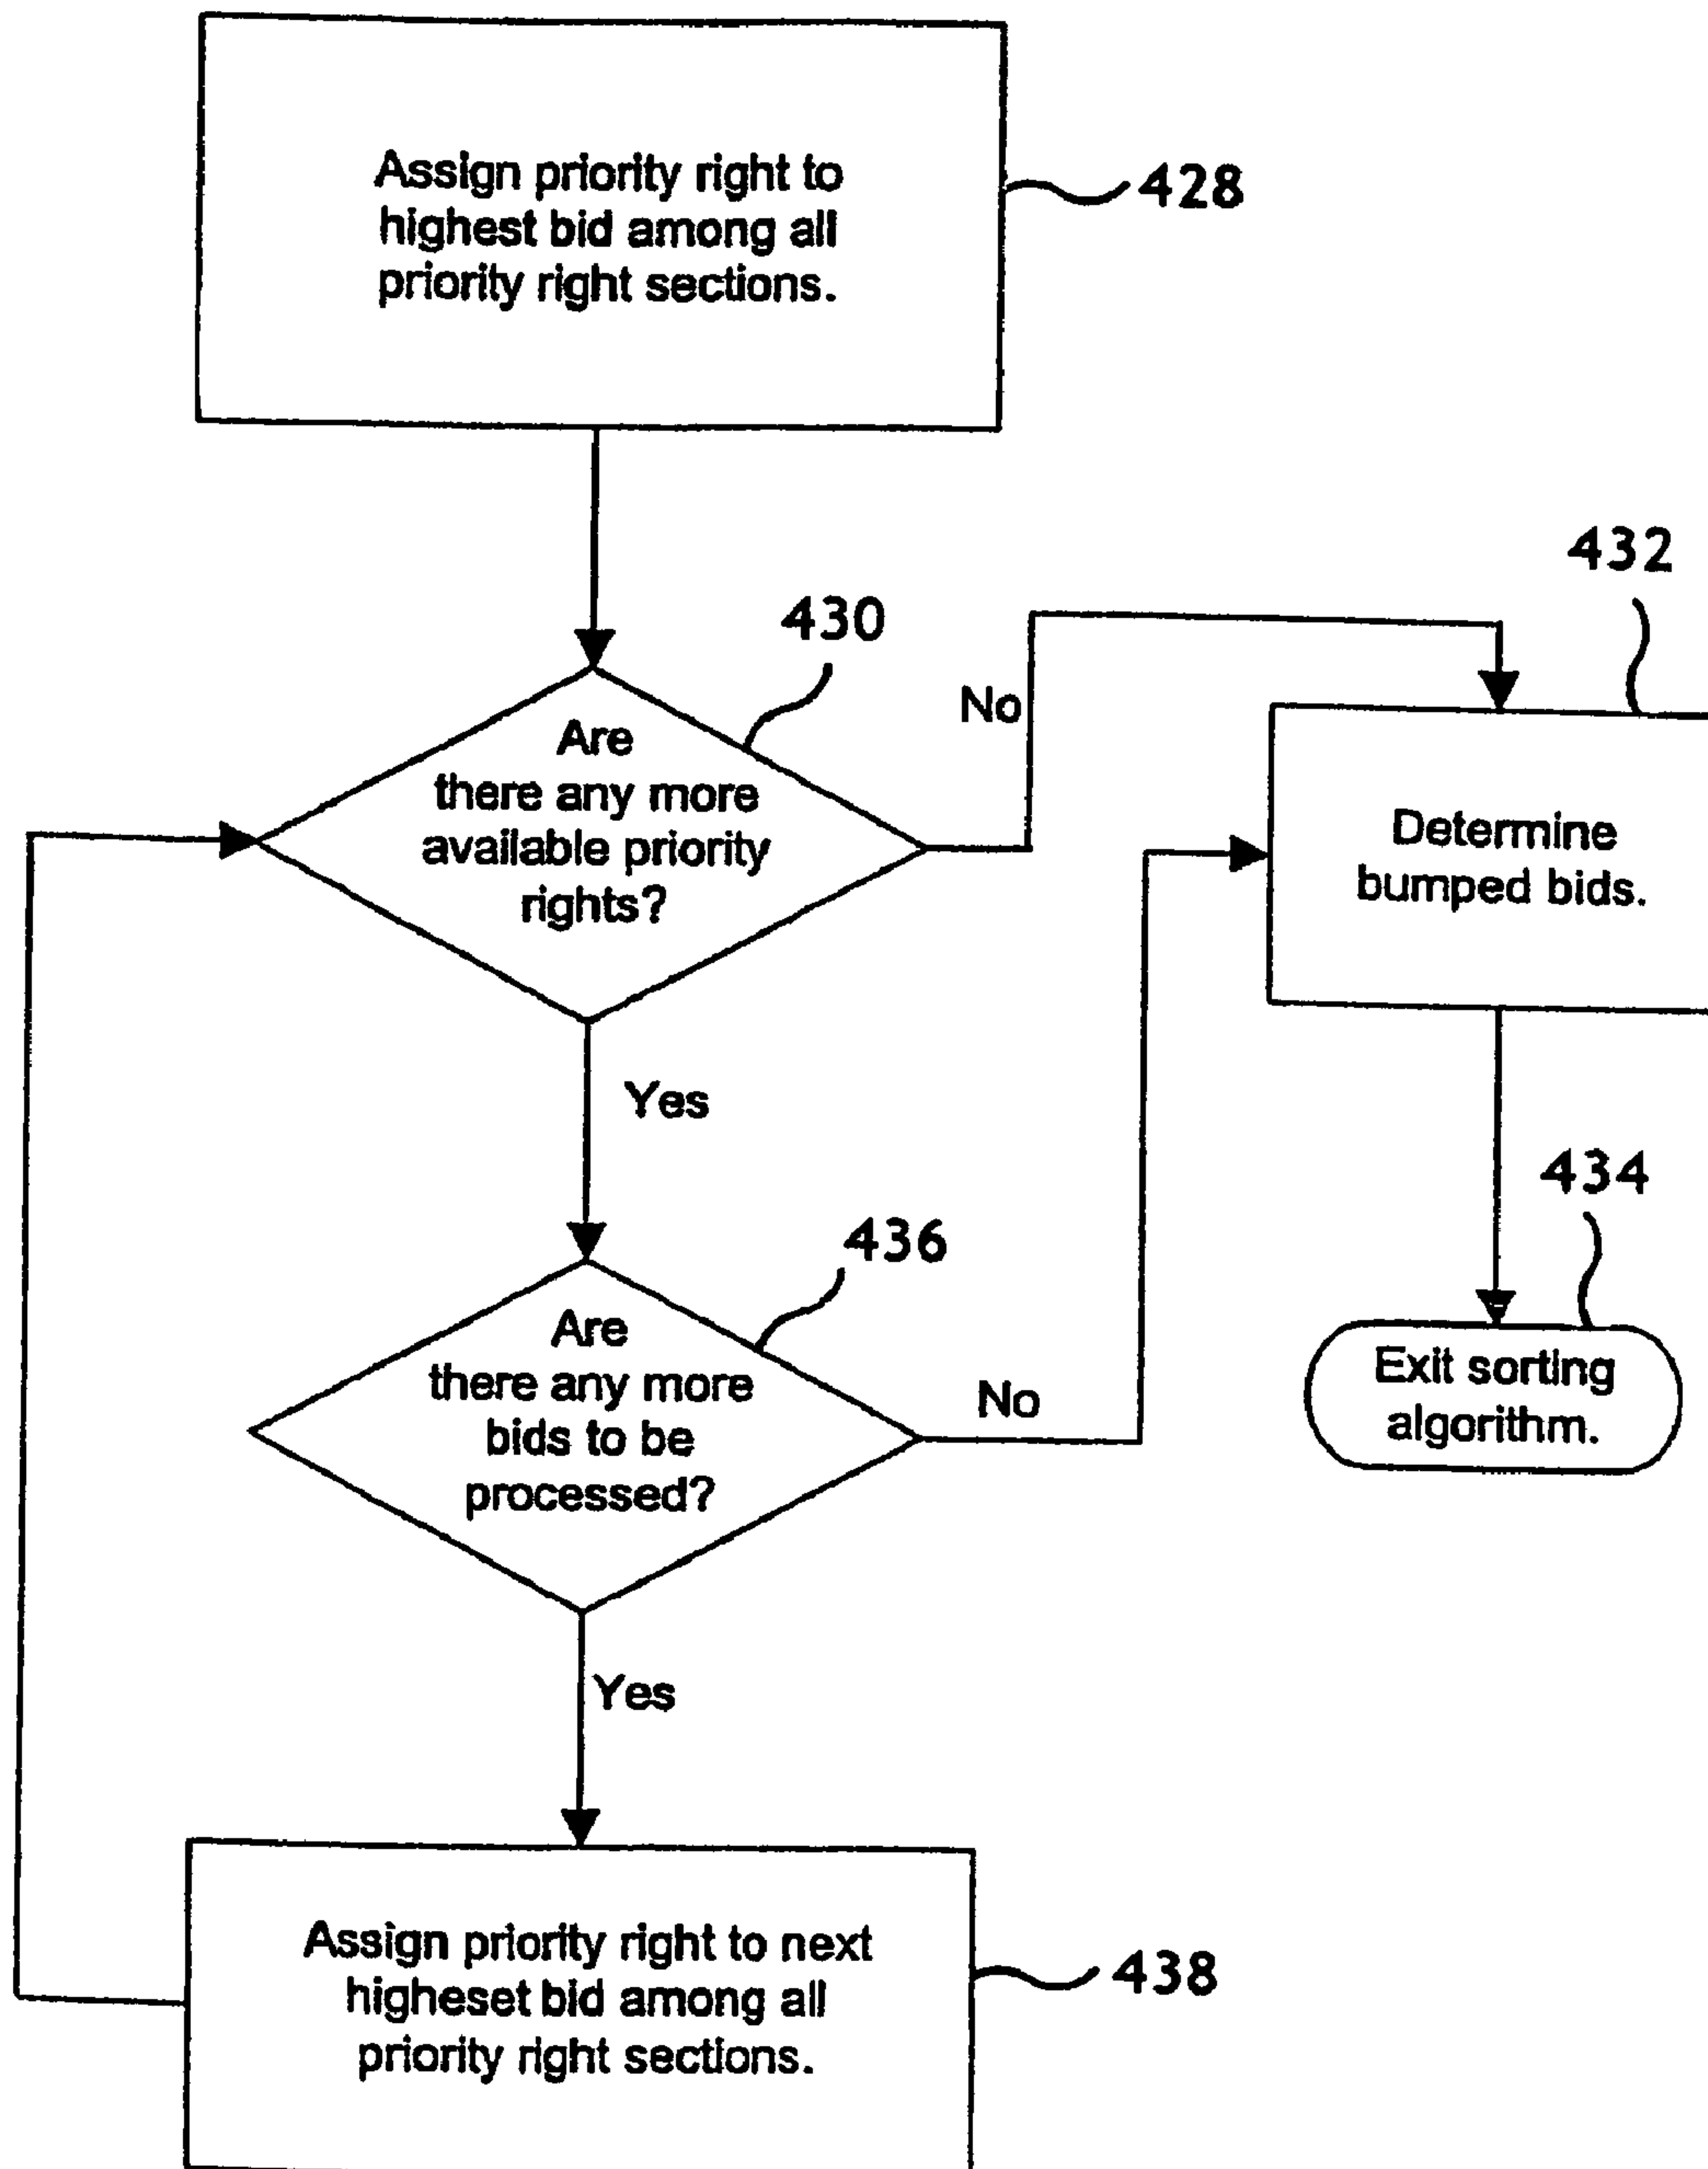 Assign priority right to
highest bid among all
priority right sections.
428
430
432
No
Are
there any more
available priority
rights?
Determine
bumped bids.
Yes
434
436
Are
there any more
bids to be
processed?
No
Exit sorting
algorithm.
Yes
Assign priority right to next
higheset bid among all
priority right sections.
438